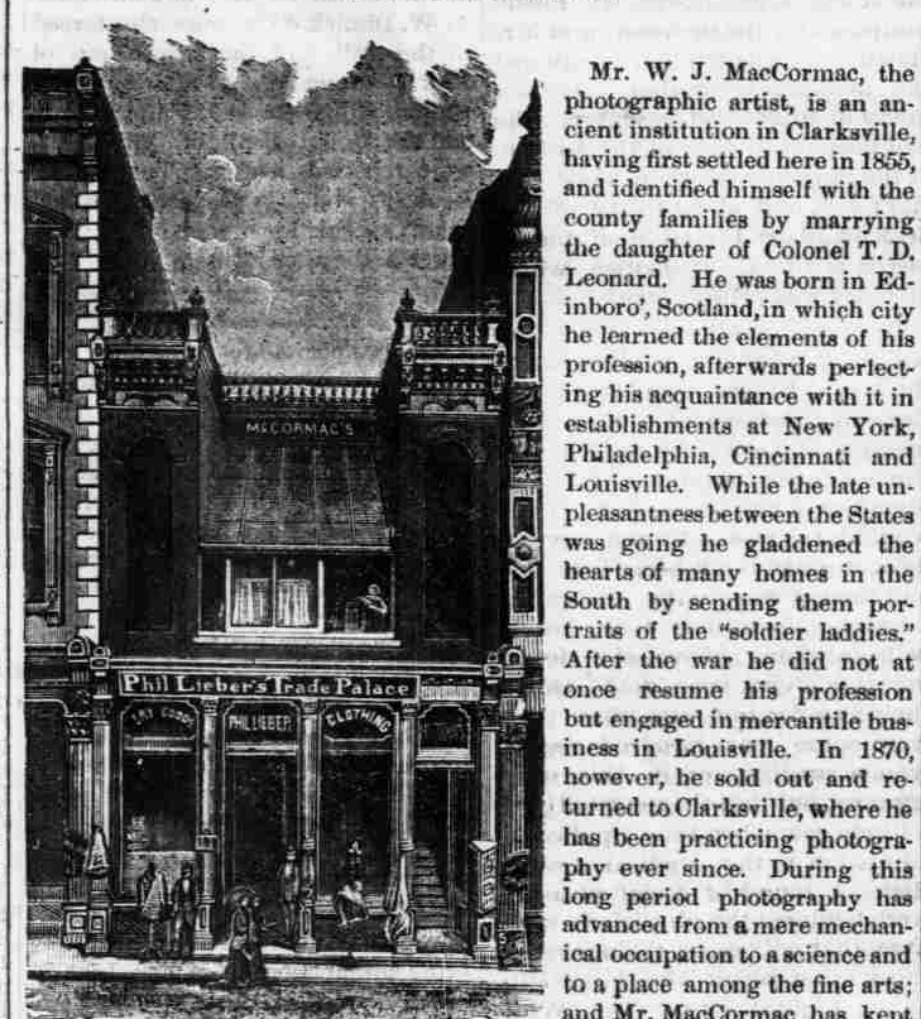 MCCORMAC'S
Phil Lieber's Trade Palace
DRY GOODS
PHIL LIEBER
CLOTHING
Mr. W. J. MacCormac, the
photographic artist, is an an-
cient institution in Clarksville,
having first settled here in 1855,
and identified himself with the
county families by marrying
the daughter of Colonel T. D.
Leonard. He was born in Ed-
inboro', Scotland, in which city
he learned the elements of his
profession, afterwards perfect-
ing his acquaintance with it in
establishments at New York,
Philadelphia, Cincinnati and
Louisville. While the late un-
pleasantness between the States
was going he gladdened the
hearts of many homes in the
South by sending them por-
traits of the "soldier laddies."
After the war he did not at
once resume his profession
but engaged in mercantile bus-
iness in Louisville. In 1870,
however, he sold out and re-
turned to Clarksville, where he
has been practicing photogra-
phy ever since. During this
long period photography has
advanced from a mere mechan-
ical occupation to a science and
to a place among the fine arts;
and Mr. MacCormac has kept